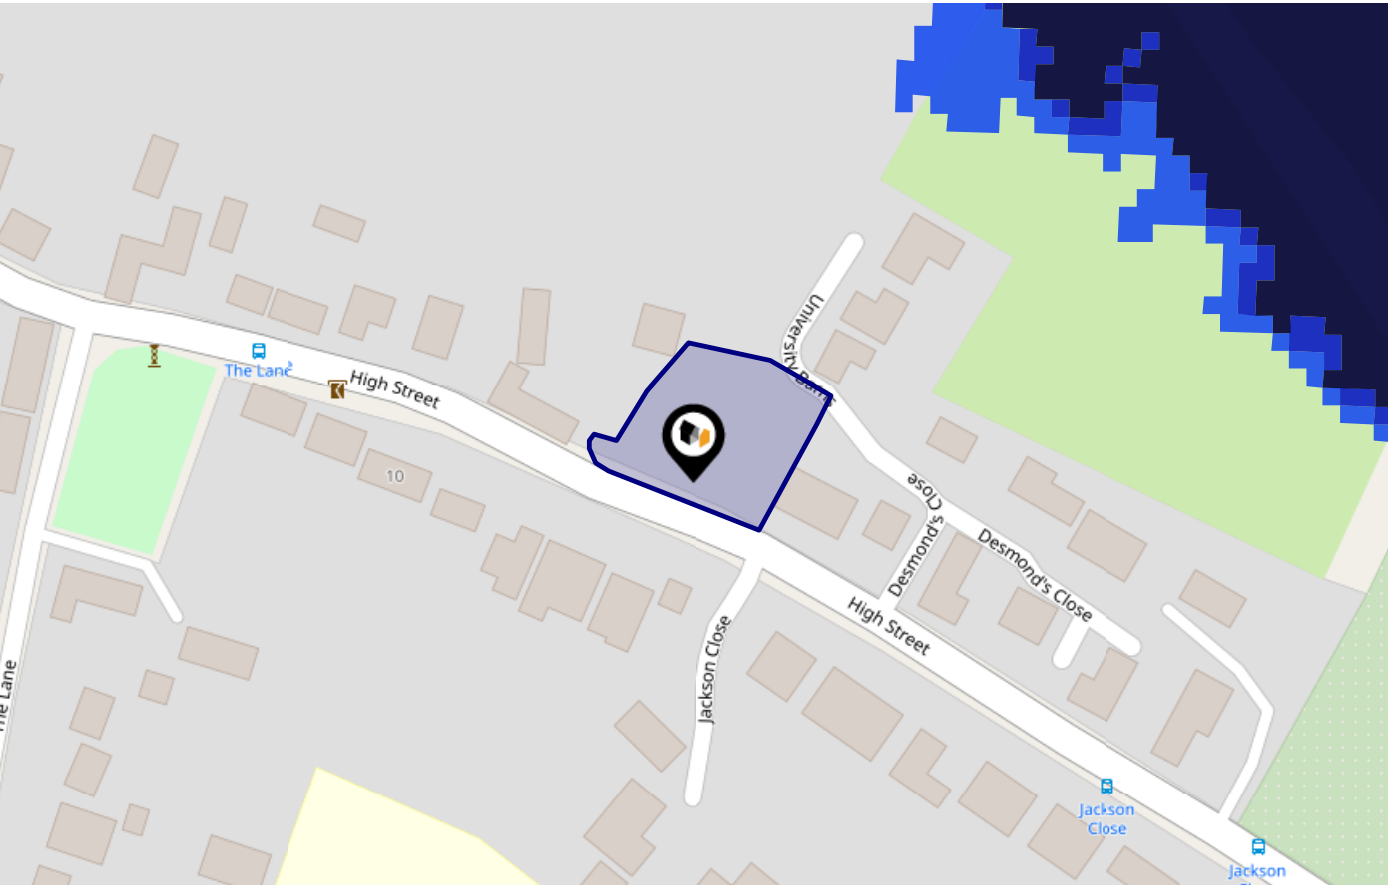 University Barns
The Lane
High Street
10
Desmond's Close
Desmond's Close
High Street
Jackson Close
The Lane
Jackson
Close
Jackson